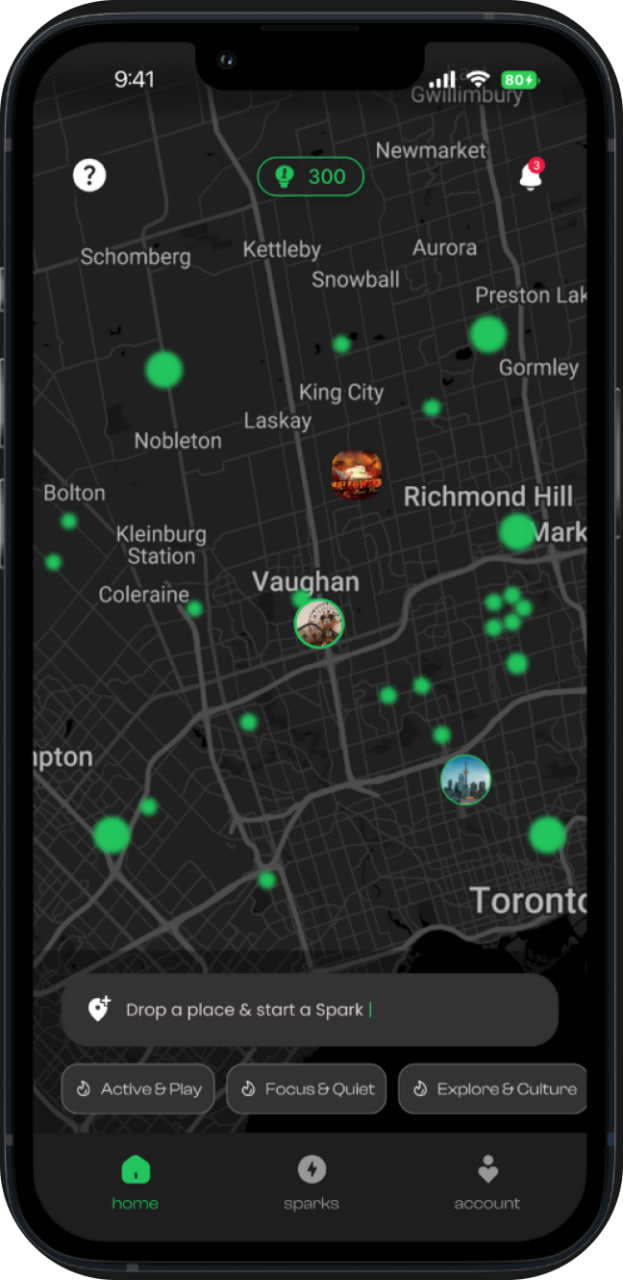 9:41
80
Gwillimbury
Newmarket
?
300
3
Schomberg
Kettleby
Aurora
Snowball
Preston Lak
Gormley
King City
Laskay
Nobleton
Bolton
Richmond Hill
Kleinburg
Station
Mark
Vaughan
Coleraine
mpton
Toronto
Drop a place & start a Spark
Active & Play
Focus & Quiet
Explore & Culture
home
sparks
account